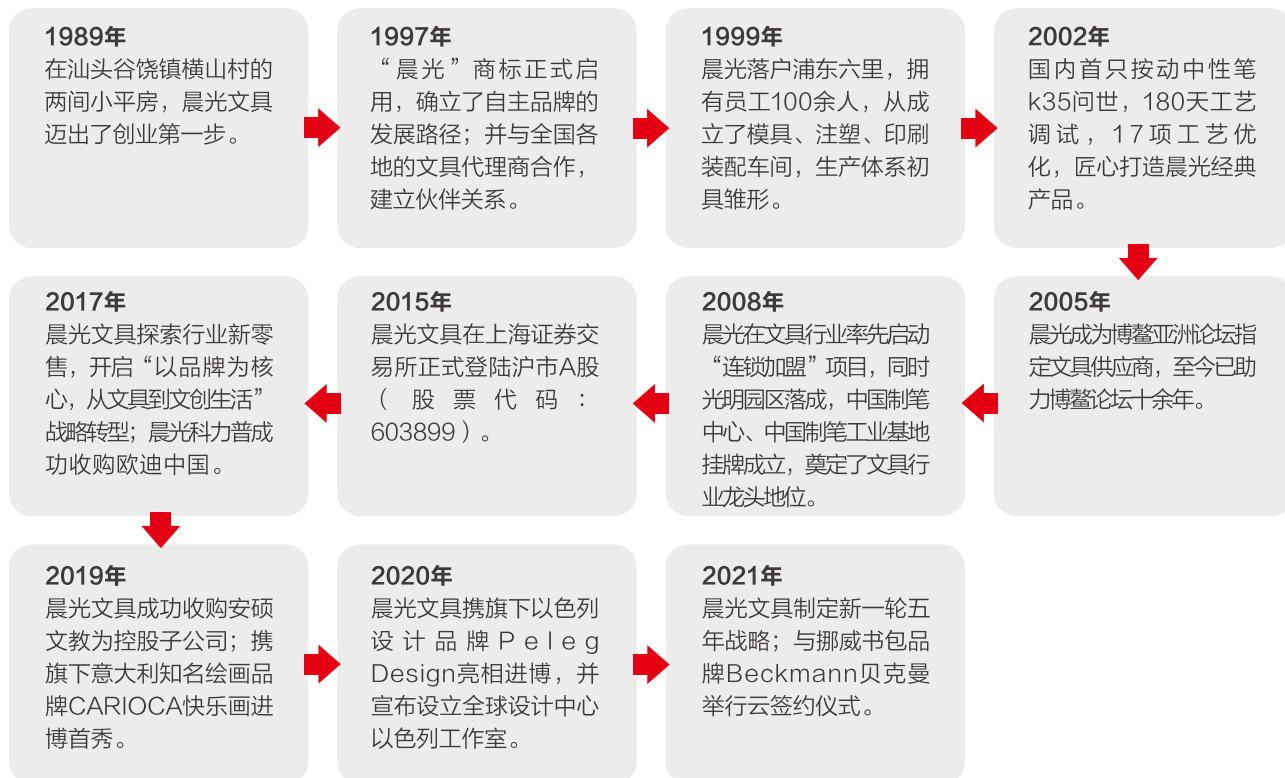 1989年
在汕头谷饶镇横山村的
两间小平房，晨光文具
迈出了创业第一步。
1997年
“晨光”商标正式启
用，确立了自主品牌的
发展路径；并与全国各
地的文具代理商合作，
建立伙伴关系。
1999年
晨光落户浦东六里，拥
有员工100余人，从成
立了模具、注塑、印刷
装配车间，生产体系初
具雏形。
2002年
国内首只按动中性笔
k35问世，180天工艺
调试，17项工艺优
化，匠心打造晨光经典
产品。
2005年
晨光成为博鳌亚洲论坛指
定文具供应商，至今已助
力博鳌论坛十余年。
2008年
晨光在文具行业率先启动
“连锁加盟”项目，同时
光明园区落成，中国制笔
中心、中国制笔工业基地
挂牌成立，奠定了文具行
业龙头地位。
2015年
晨光文具在上海证券交
易所正式登陆沪市A股
（股票代码：
603899）。
2017年
晨光文具探索行业新零
售，开启“以品牌为核
心，从文具到文创生活”
战略转型；晨光科力普成
功收购欧迪中国。
2019年
晨光文具成功收购安硕
文教为控股子公司；携
旗下意大利知名绘画品
牌CARIOCA快乐画进
博首秀。
2020年
晨光文具携旗下以色列
设计品牌Peleg
Design亮相进博，并
宣布设立全球设计中心
以色列工作室。
2021年
晨光文具制定新一轮五
年战略；与挪威书包品
牌Beckmann贝克曼
举行云签约仪式。